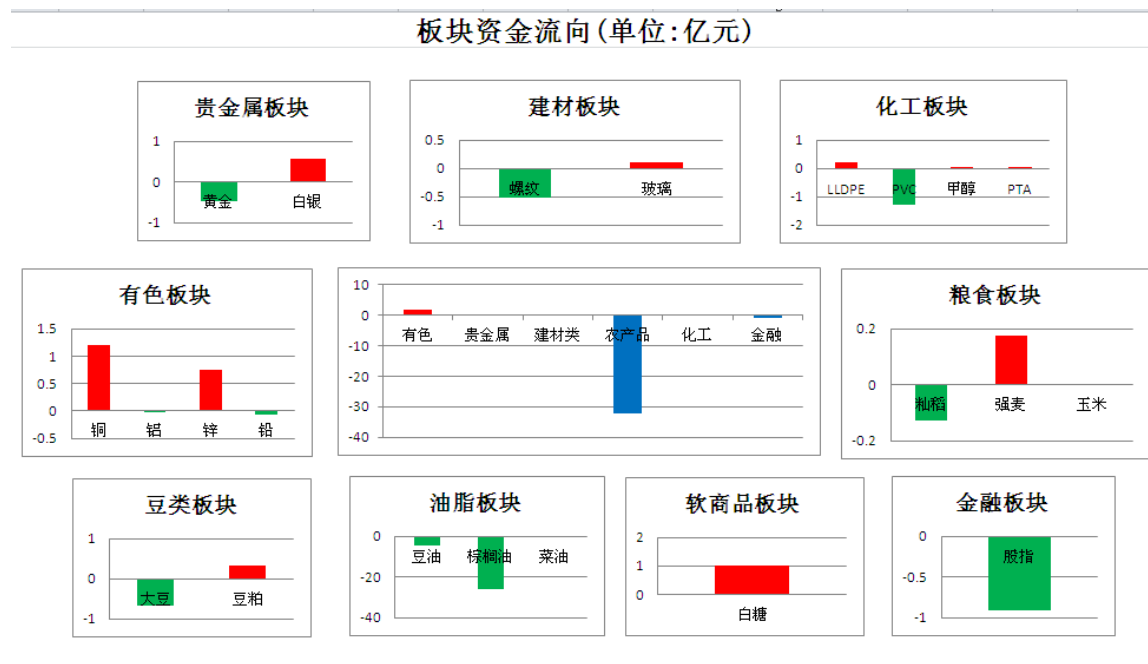 板块资金流向(单位:亿元)
贵金属板块
1
0
-1
黄金 白银
建材板块
0.5
0
-0.5
-1
螺纹 玻璃
化工板块
1
0
-1
-2
LLDPE PVC 甲醇 PTA
有色板块
1.5
1
0.5
0
-0.5
铜 铝 锌 铅
10
0
-10
-20
-30
-40
有色 贵金属 建材类 农产品 化工 金融
粮食板块
0.2
0
-0.2
籼稻 强麦 玉米
豆类板块
1
0
-1
大豆 豆粕
油脂板块
0
-20
-40
豆油 棕榈油 菜油
软商品板块
2
1
0
白糖
金融板块
0
-0.5
-1
股指